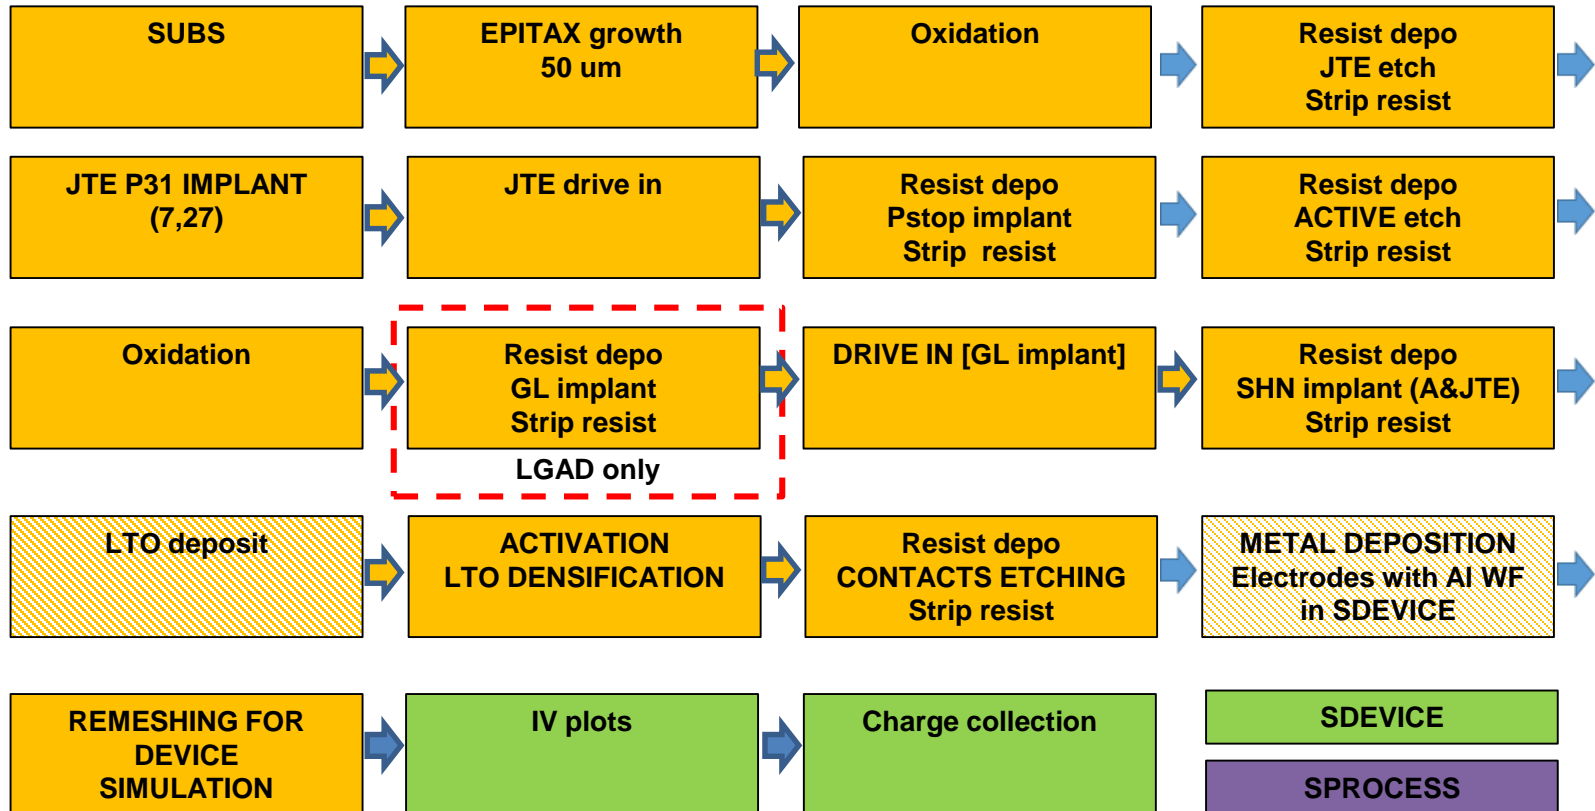 SUBS
EPITAX growth
50 um
Oxidation
Resist depo
JTE etch
Strip resist
JTE P31 IMPLANT
(7,27)
JTE drive in
Resist depo
Pstop implant
Strip resist
Resist depo
ACTIVE etch
Strip resist
Oxidation
Resist depo
GL implant
Strip resist
LGAD only
DRIVE IN [GL implant]
Resist depo
SHN implant (A&JTE)
Strip resist
LTO deposit
ACTIVATION
LTO DENSIFICATION
Resist depo
CONTACTS ETCHING
Strip resist
METAL DEPOSITION
Electrodes with Al WF
in SDEVICE
REMESHING FOR
DEVICE
SIMULATION
IV plots
Charge collection
SDEVICE
SPROCESS